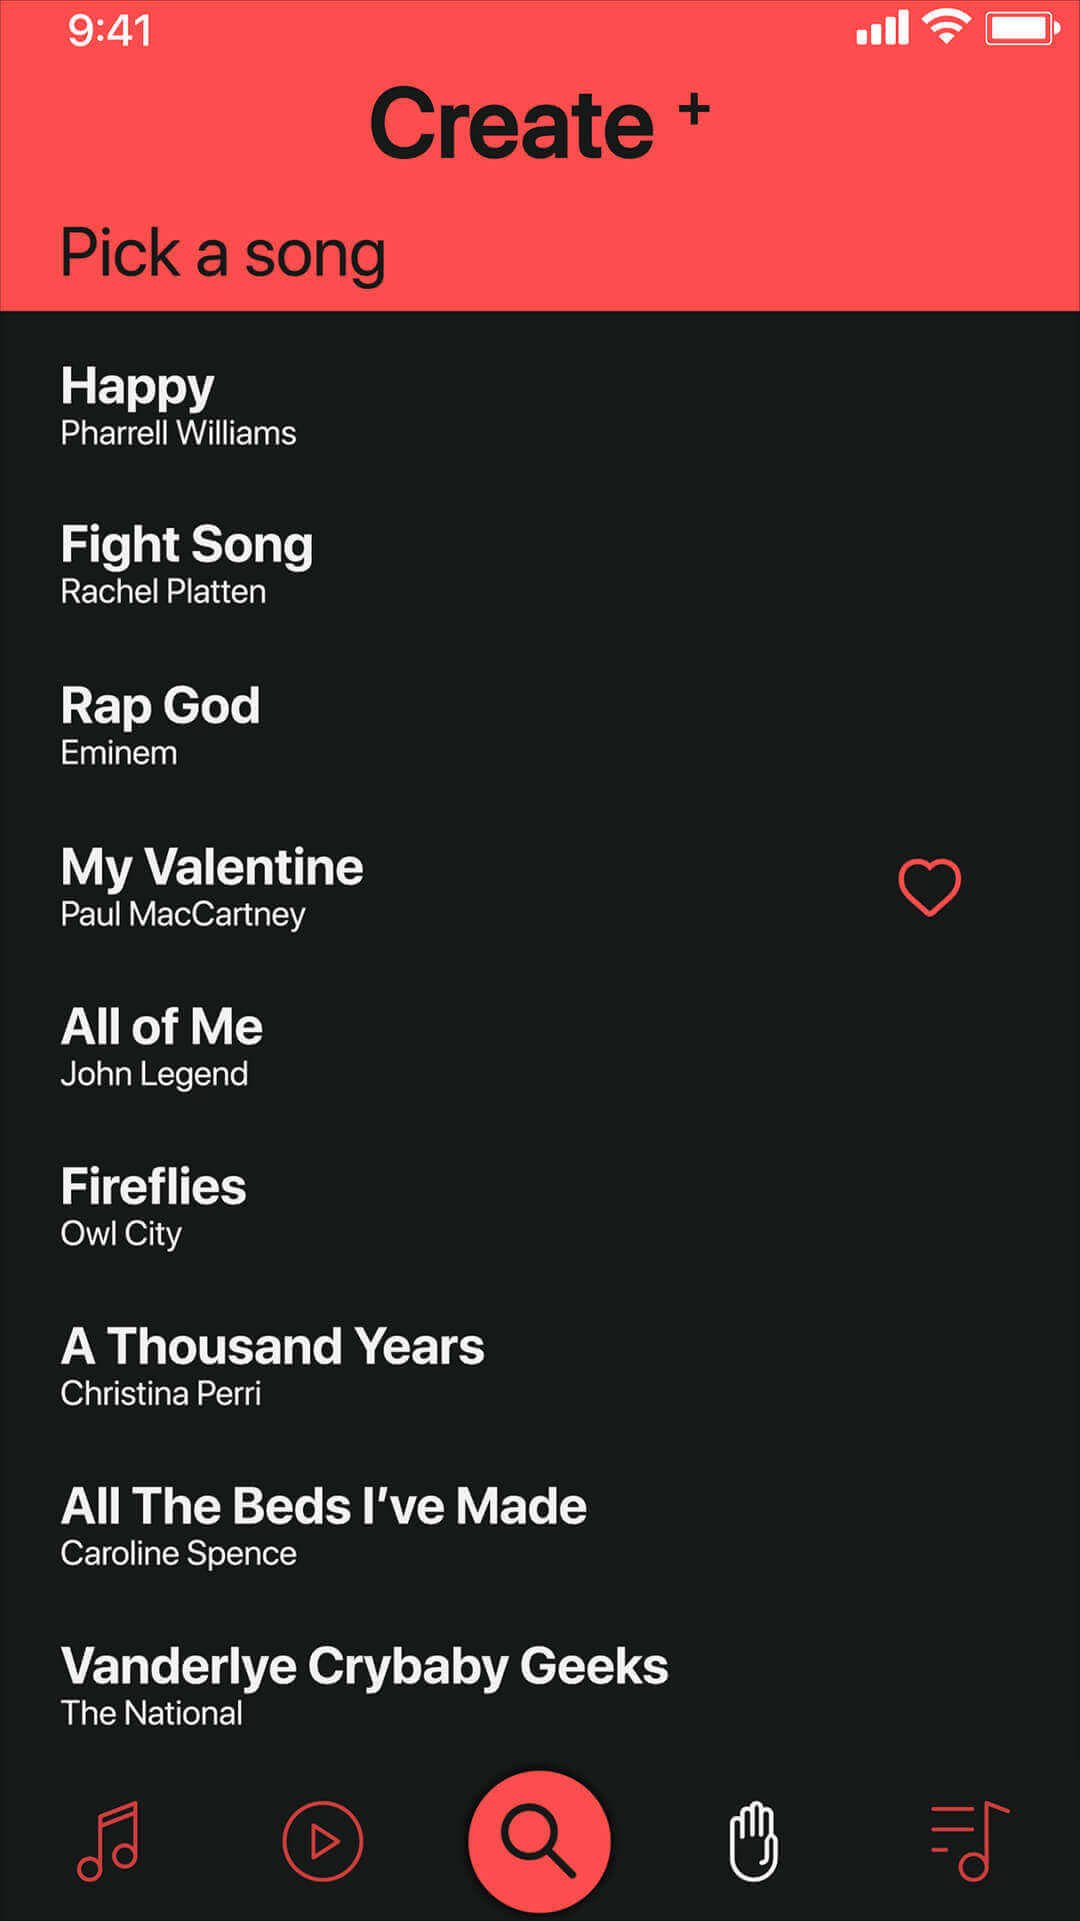 9:41
Create +
Pick a song
Happy
Pharrell Williams
Fight Song
Rachel Platten
Rap God
Eminem
My Valentine
Paul MacCartney
All of Me
John Legend
Fireflies
Owl City
A Thousand Years
Christina Perri
All The Beds I’ve Made
Caroline Spence
Vanderlye Crybaby Geeks
The National